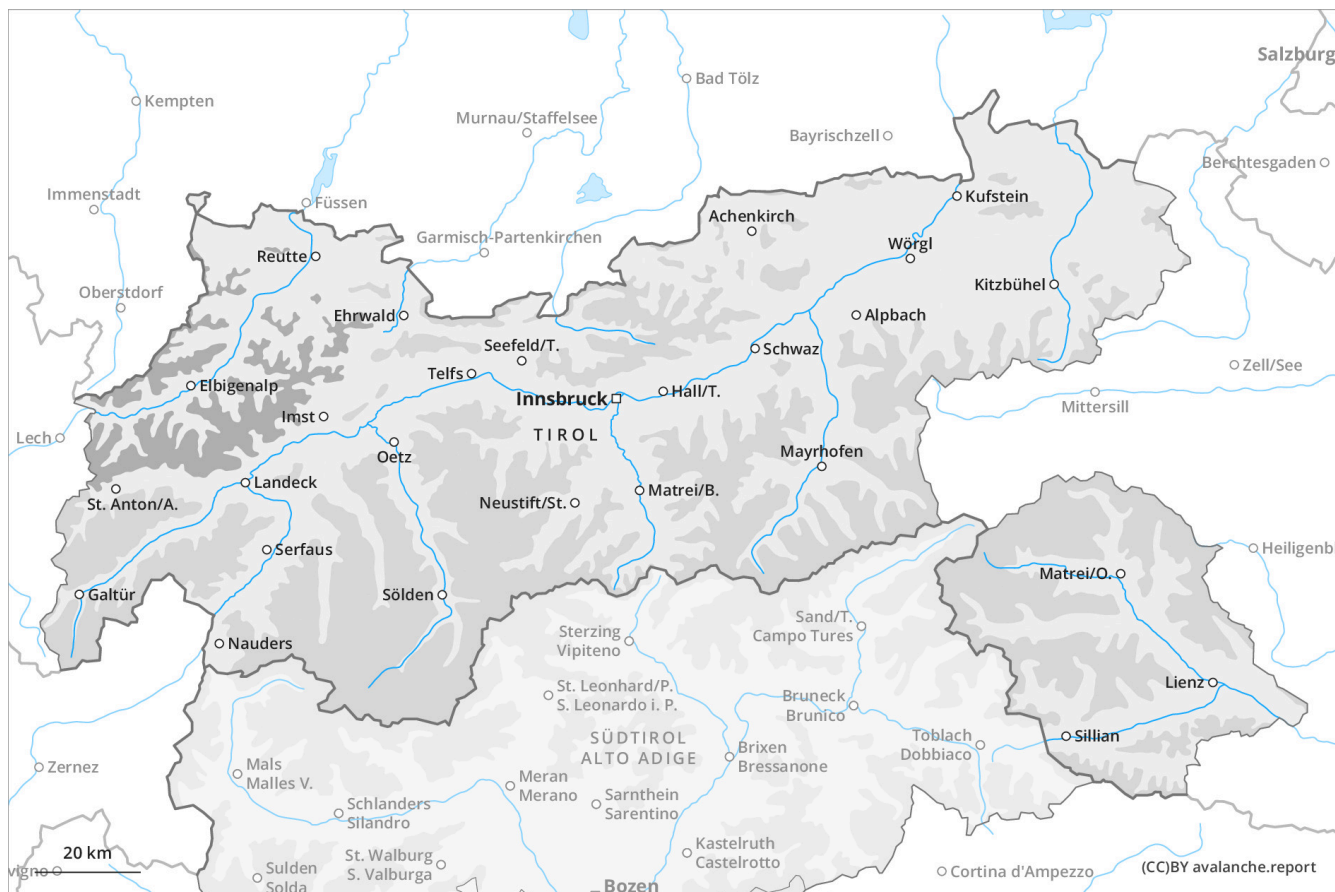 Salzburg
Bad Tölz
Kempten
Murnau/Staffelsee
Bayrischzell
Berchtesgaden
Immenstadt
Füssen
Kufstein
Achenkirch
Garmisch-Partenkirchen
Wörgl
Reutte
Kitzbühel
Oberstdorf
Ehrwald
Alpbach
Seefeld/T.
Schwaz
Zell/See
Telfs
Elbigenalp
Hall/T.
Innsbruck
Mittersill
Imst
TIROL
Lech
Oetz
Mayrhofen
Landeck
Matrei/B.
St. Anton/A.
Neustift/St.
Serfaus
Heiligenb
Matrei/O.
Galtür
Sölden
Sand/T.
Campo Tures
Sterzing
Vipiteno
Nauders
Lienz
St. Leonhard/P.
S. Leonardo i. P.
Bruneck
Brunico
SÜDTIROL
ALTO ADIGE
Toblach
Dobbiaco
Sillian
Brixen
Bressanone
Zernez
Mals
Malles V.
Meran
Merano
Schlanders
Silandro
Sarnthein
Sarentino
Kastelruth
Castelrotto
20 km
St. Walburg
S. Valburga
vigno
Sulden
Solda
Cortina d'Ampezzo
(CC)BY avalanche.report
Bozen